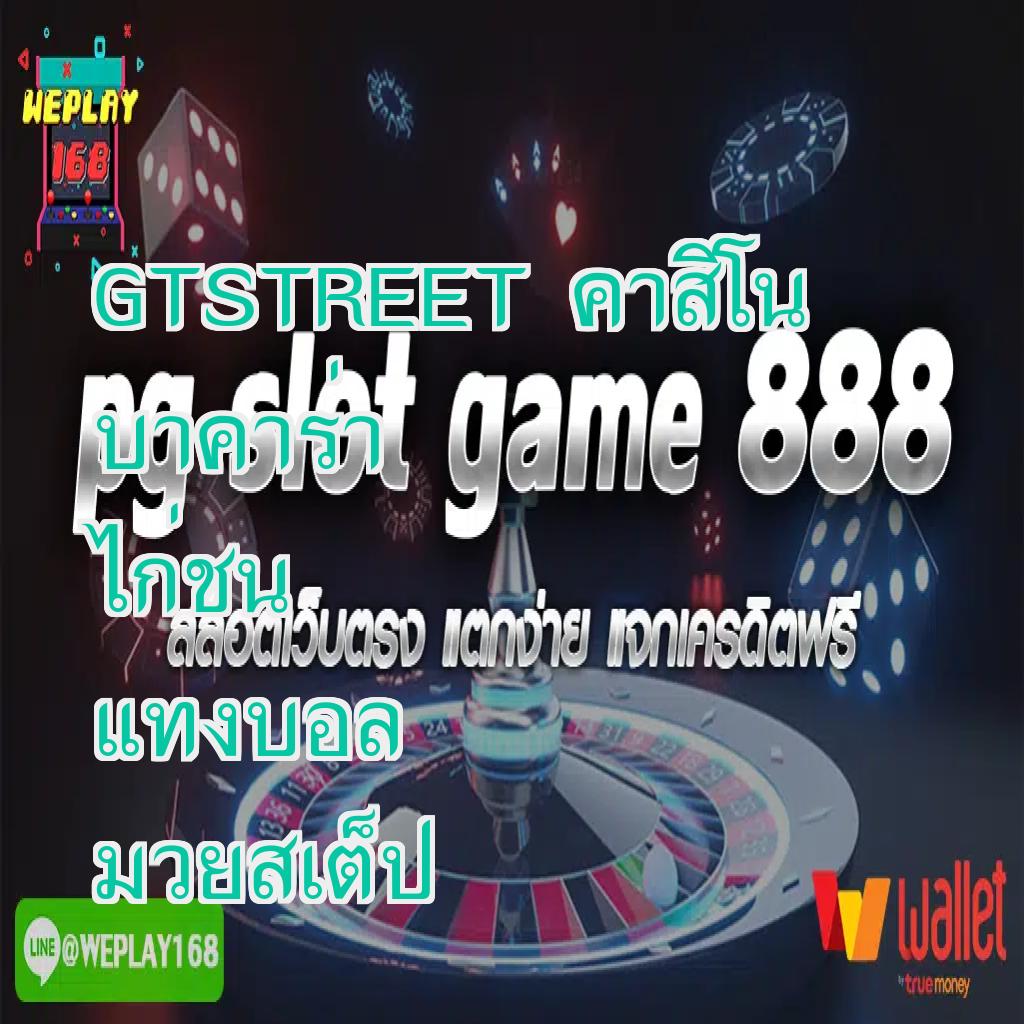 WEPLAY
168
GTSTREET คาสิโน
pg slot game 888
บาคาร่า
ไก่ชน
สล็อตเว็บตรง แตกง่าย แจกเครดิตฟรี
แทงบอล
มวยสเต็ป
LINE @WEPLAY168
wallet
by truemoney